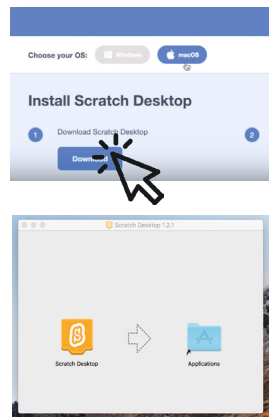 Choose your OS: Windows macOS
Install Scratch Desktop
1 Download Scratch Desktop 2
Download
Scratch Desktop 1.2.1
Scratch Desktop Applications